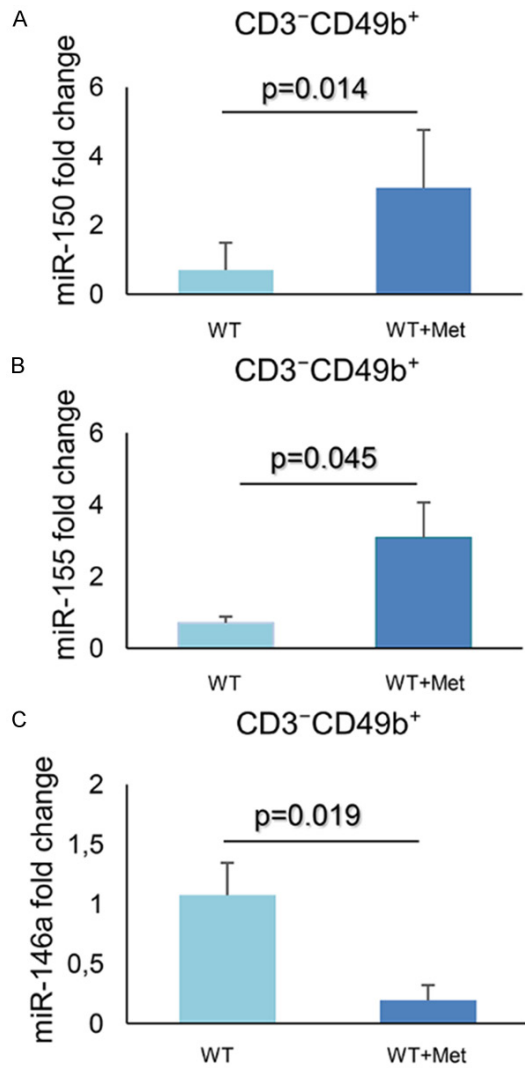 A
CD3⁻CD49b⁺
miR-150 fold change
6
4
2
0
p=0.014
WT
WT+Met
B
CD3⁻CD49b⁺
miR-155 fold change
6
4
2
0
p=0.045
WT
WT+Met
C
CD3⁻CD49b⁺
miR-146a fold change
2
1,5
1
0,5
0
p=0.019
WT
WT+Met